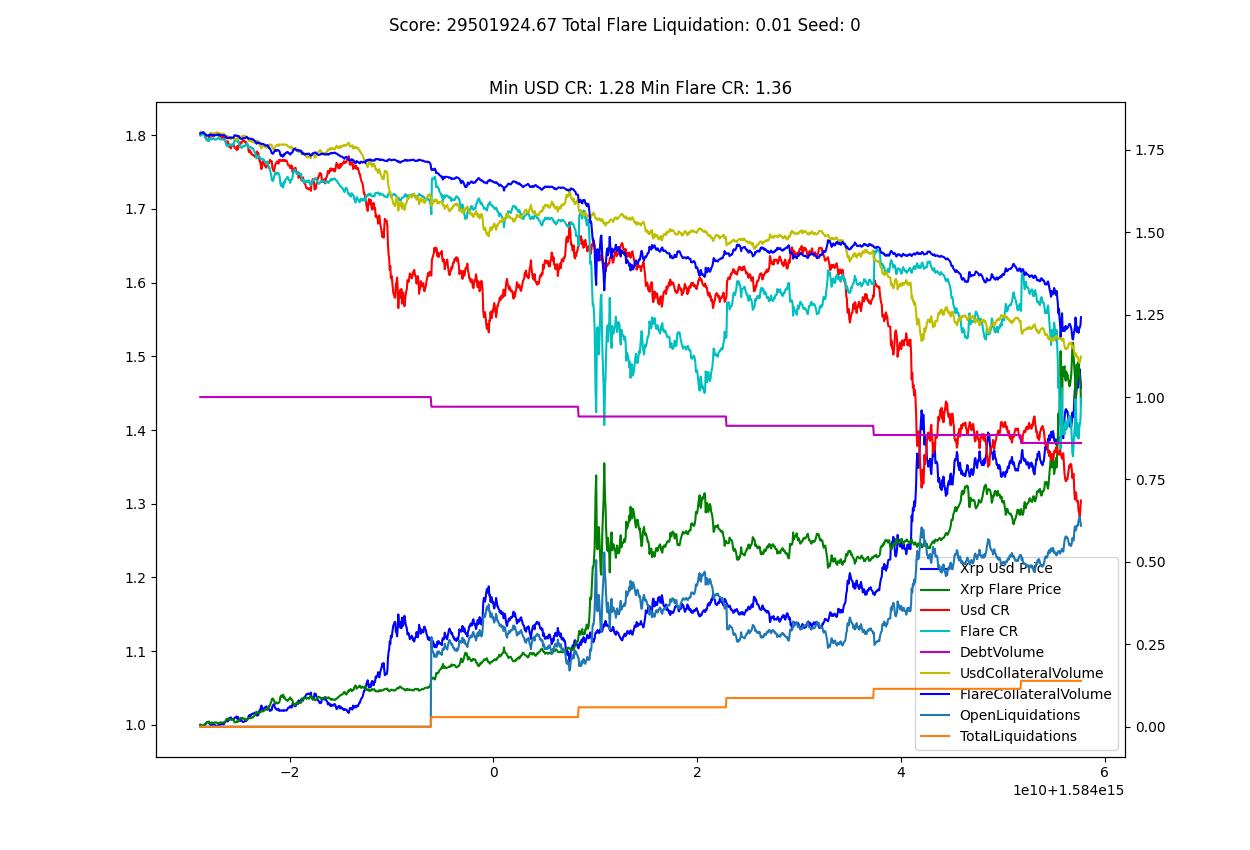 Score: 29501924.67 Total Flare Liquidation: 0.01 Seed: 0
Min USD CR: 1.28 Min Flare CR: 1.36
1.8
1.7
1.6
1.5
1.4
1.3
1.2
1.1
1.0
1.75
1.50
1.25
1.00
0.75
0.50
0.25
0.00
Xrp Usd Price
Xrp Flare Price
Usd CR
Flare CR
DebtVolume
UsdCollateralVolume
FlareCollateralVolume
OpenLiquidations
TotalLiquidations
−2 0 2 4 6
1e10+1.584e15